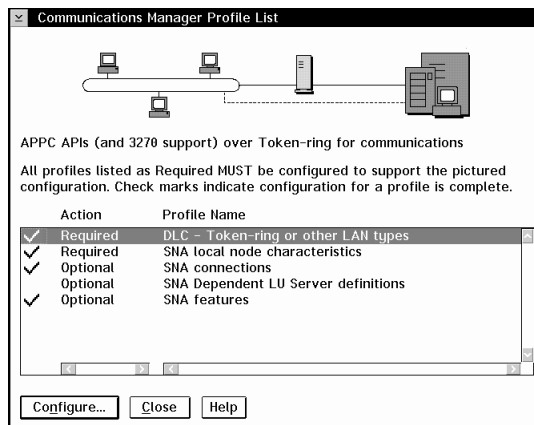 Communications Manager Profile List
APPC APIs (and 3270 support) over Token-ring for communications
All profiles listed as Required MUST be configured to support the pictured
configuration. Check marks indicate configuration for a profile is complete.
Action Profile Name
Required DLC - Token-ring or other LAN types
Required SNA local node characteristics
Optional SNA connections
Optional SNA Dependent LU Server definitions
Optional SNA features
Configure... Close Help